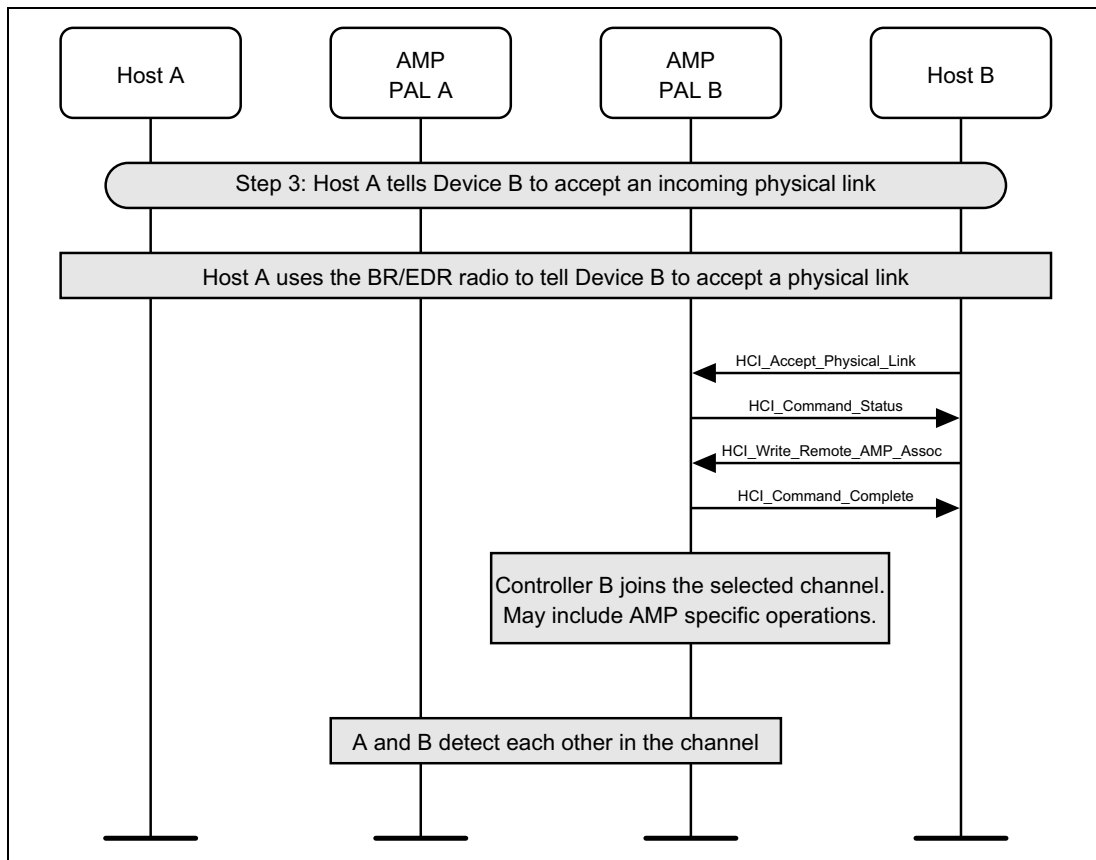 Host A
AMP
PAL A
AMP
PAL B
Host B
Step 3: Host A tells Device B to accept an incoming physical link
Host A uses the BR/EDR radio to tell Device B to accept a physical link
HCI_Accept_Physical_Link
HCI_Command_Status
HCI_Write_Remote_AMP_Assoc
HCI_Command_Complete
Controller B joins the selected channel.
May include AMP specific operations.
A and B detect each other in the channel